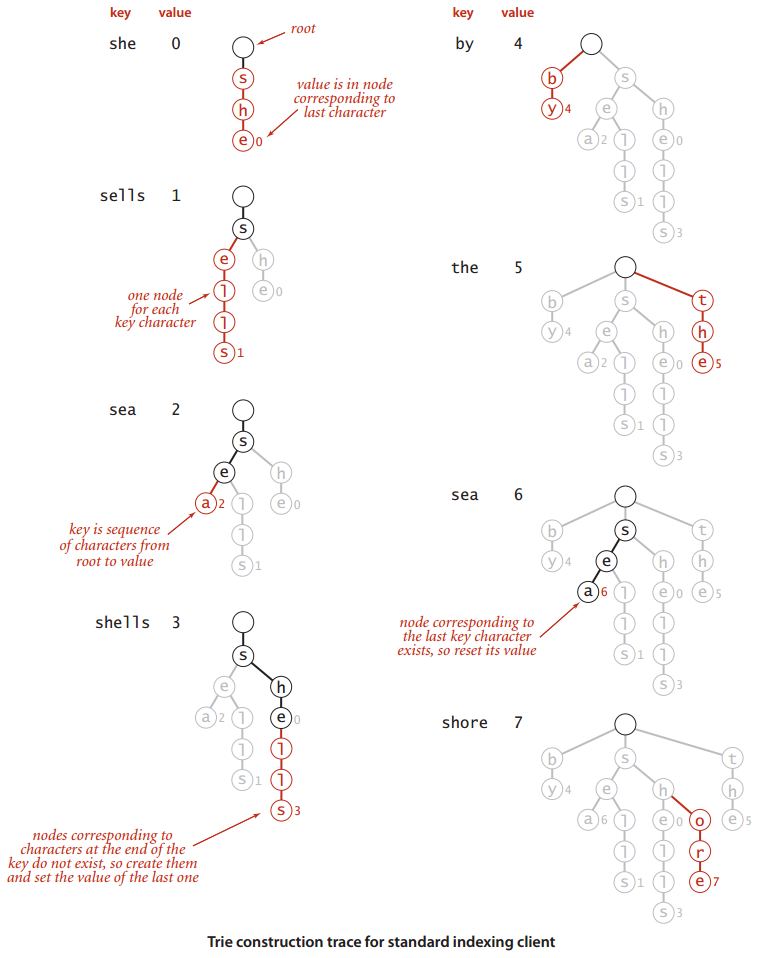 key value
she 0
root
s
h
e 0
value is in node
corresponding to
last character
sells 1
s
e h
l e 0
l
s 1
one node
for each
key character
sea 2
s
e h
a 2 l e 0
l
s 1
key is sequence
of characters from
root to value
shells 3
s
e h
a 2 l e 0
l l
s 1 l
s 3
nodes corresponding to
characters at the end of the
key do not exist, so create them
and set the value of the last one
key value
by 4
b s
y 4 e h
a 2 l e 0
l l
s 1 l
s 3
the 5
b s t
y 4 e h h
a 2 l e 0 e 5
l l
s 1 l
s 3
sea 6
b s t
y 4 e h h
a 6 l e 0 e 5
l l
s 1 l
s 3
node corresponding to
the last key character
exists, so reset its value
shore 7
b s t
y 4 e h h
a 6 l e 0 o e 5
l l r
s 1 l e 7
s 3
Trie construction trace for standard indexing client